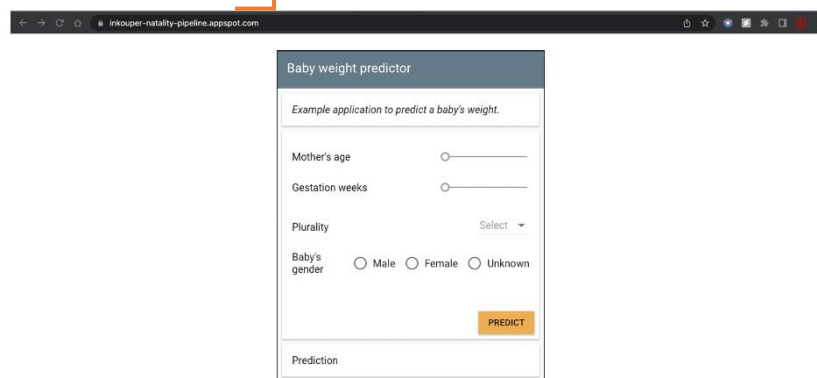 inkouper-natality-pipeline.appspot.com
Baby weight predictor
Example application to predict a baby's weight.
Mother's age
Gestation weeks
Plurality Select
Baby's gender Male Female Unknown
PREDICT
Prediction